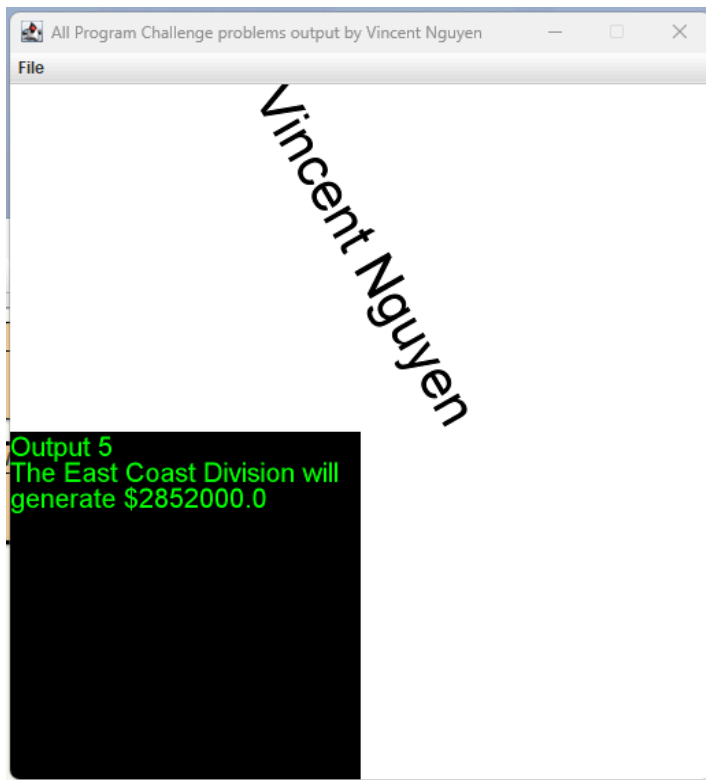 All Program Challenge problems output by Vincent Nguyen
File
Vincent Nguyen
Output 5
The East Coast Division will
generate $2852000.0